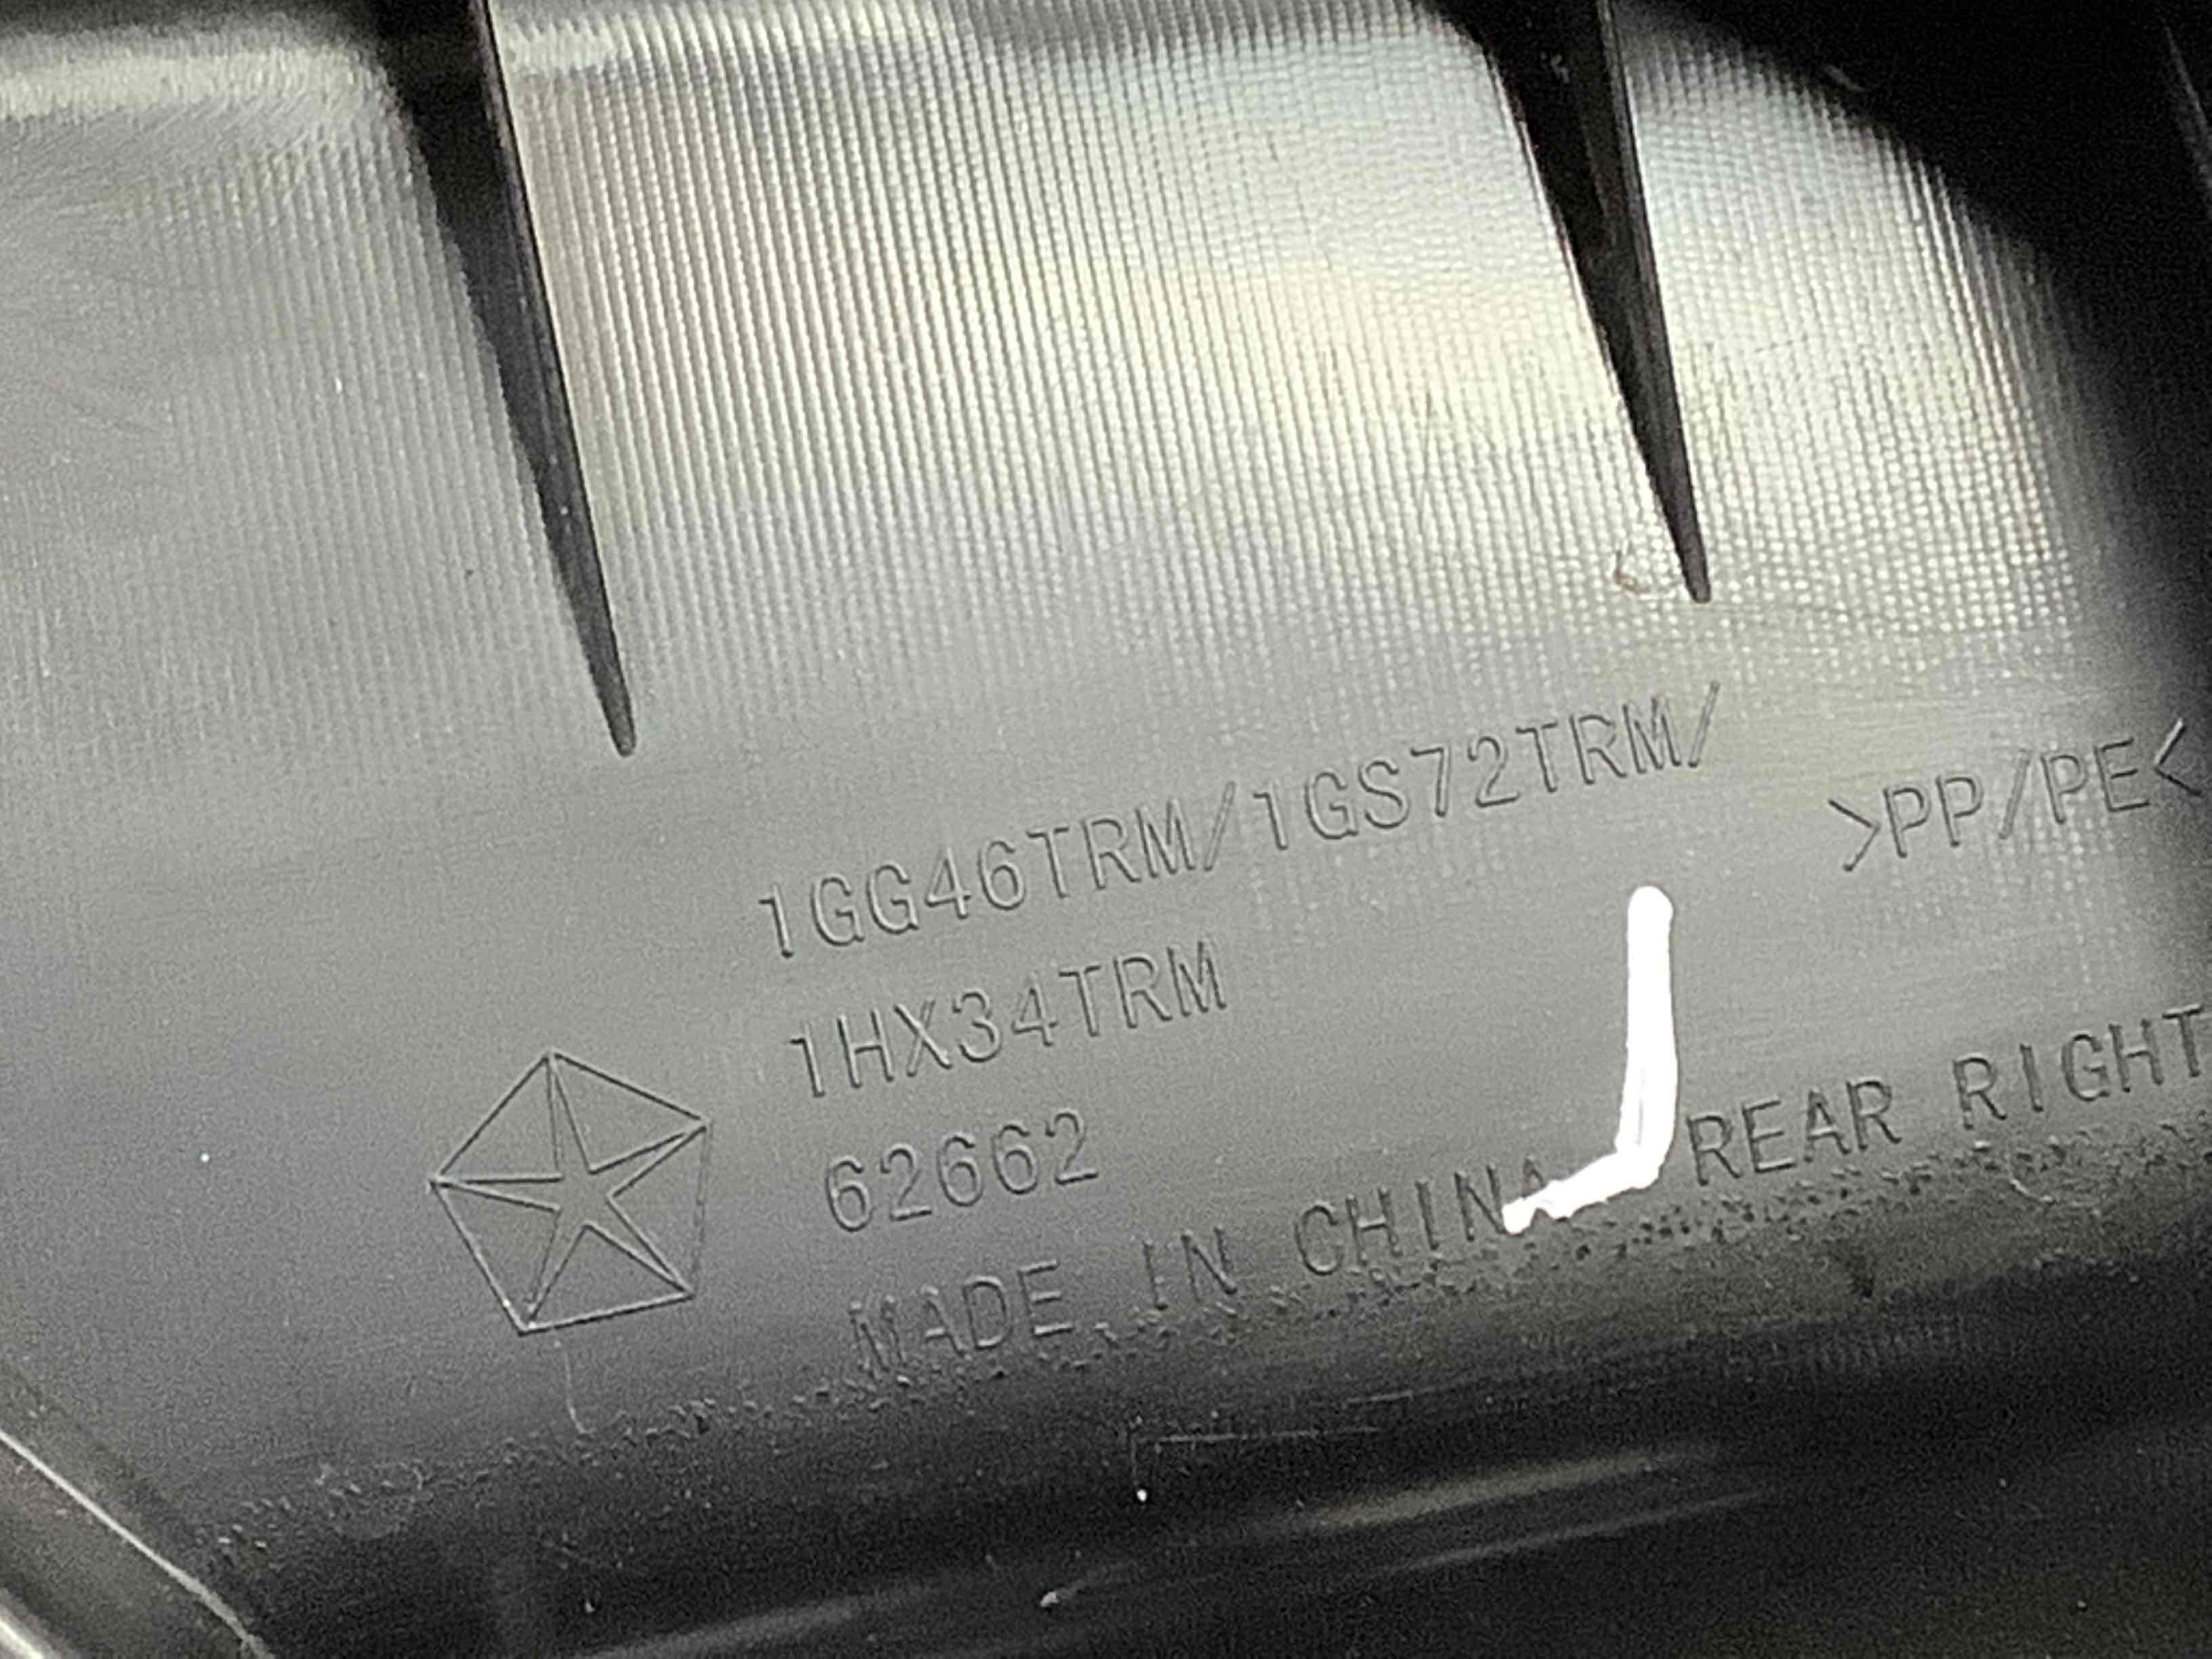 1GG46TRM/1GS72TRM/
>PP/PE<
1HX34TRM
62662
MADE IN CHINA
REAR RIGHT